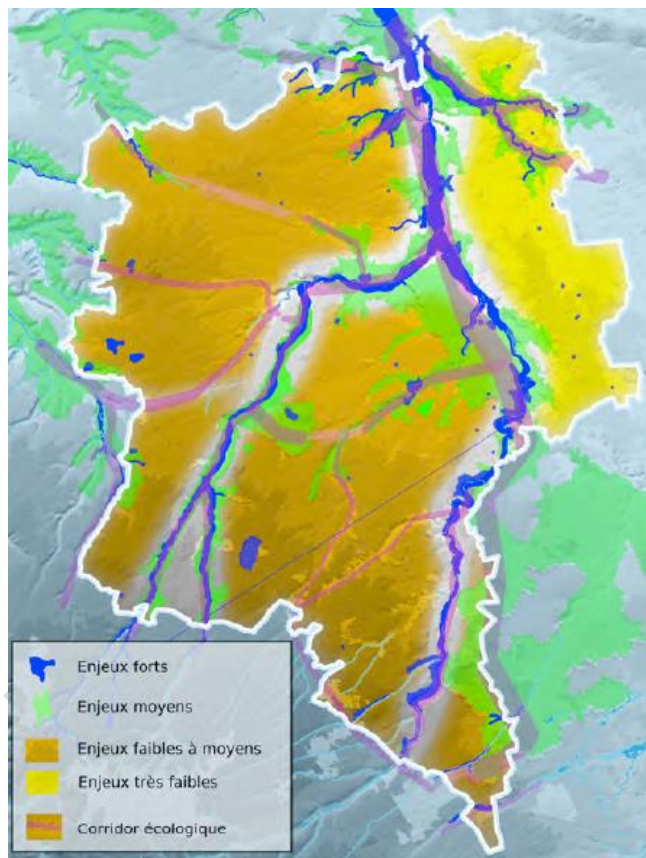 Enjeux forts
Enjeux moyens
Enjeux faibles à moyens
Enjeux très faibles
Corridor écologique